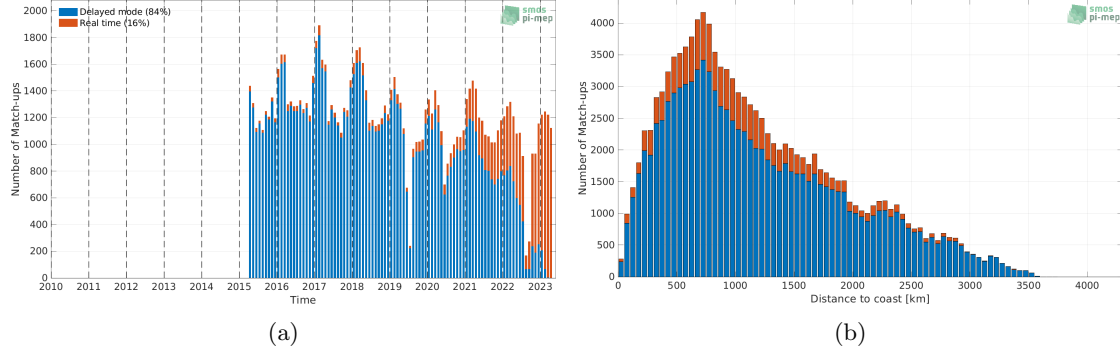 Delayed mode (84%)
Real time (16%)
smos
pi-mep
Number of Match-ups
2000
1800
1600
1400
1200
1000
800
600
400
200
0
2010 2011 2012 2013 2014 2015 2016 2017 2018 2019 2020 2021 2022 2023
Time
(a)
smos
pi-mep
Number of Match-ups
4000
3500
3000
2500
2000
1500
1000
500
0
0 500 1000 1500 2000 2500 3000 3500 4000
Distance to coast [km]
(b)